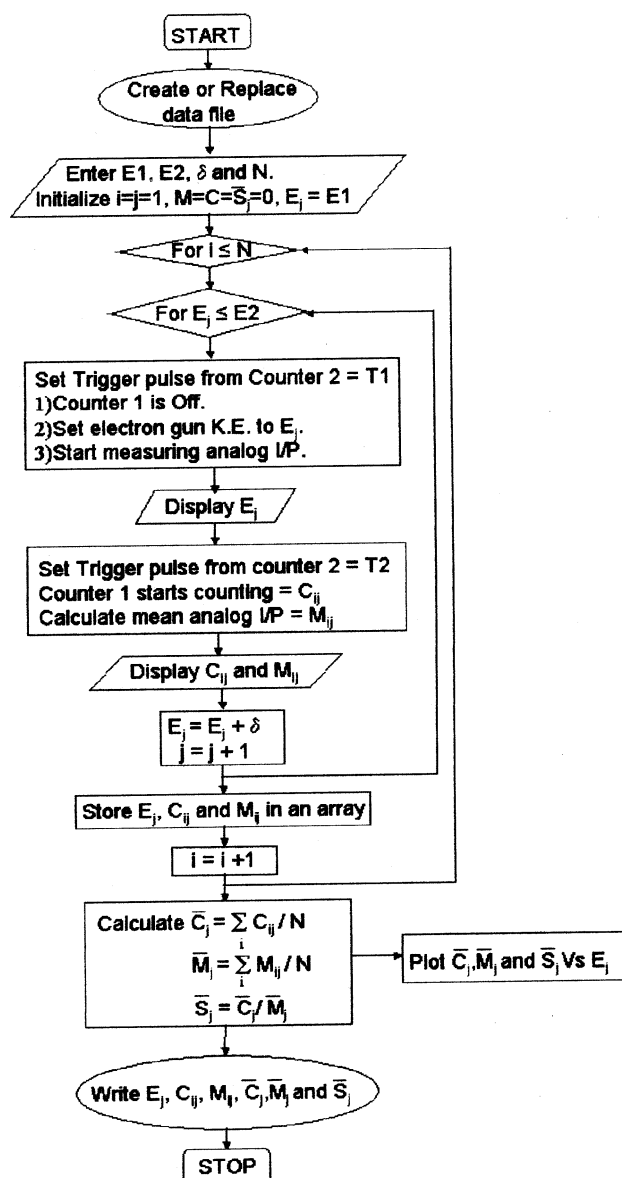 START
Create or Replace
data file
Enter E1, E2, δ and N.
Initialize i=j=1, M=C=S̅ⱼ=0, Eⱼ = E1
For i ≤ N
For Eⱼ ≤ E2
Set Trigger pulse from Counter 2 = T1
1)Counter 1 is Off.
2)Set electron gun K.E. to Eⱼ.
3)Start measuring analog I/P.
Display Eⱼ
Set Trigger pulse from counter 2 = T2
Counter 1 starts counting = Cᵢⱼ
Calculate mean analog I/P = Mᵢⱼ
Display Cᵢⱼ and Mᵢⱼ
Eⱼ = Eⱼ + δ
j = j + 1
Store Eⱼ, Cᵢⱼ and Mᵢⱼ in an array
i = i +1
Calculate C̅ⱼ = ∑ᵢ Cᵢⱼ / N
M̅ⱼ = ∑ᵢ Mᵢⱼ / N
S̅ⱼ = C̅ⱼ / M̅ⱼ
Plot C̅ⱼ,M̅ⱼ and S̅ⱼ Vs Eⱼ
Write Eⱼ, Cᵢⱼ, Mᵢⱼ, C̅ⱼ,M̅ⱼ and S̅ⱼ
STOP